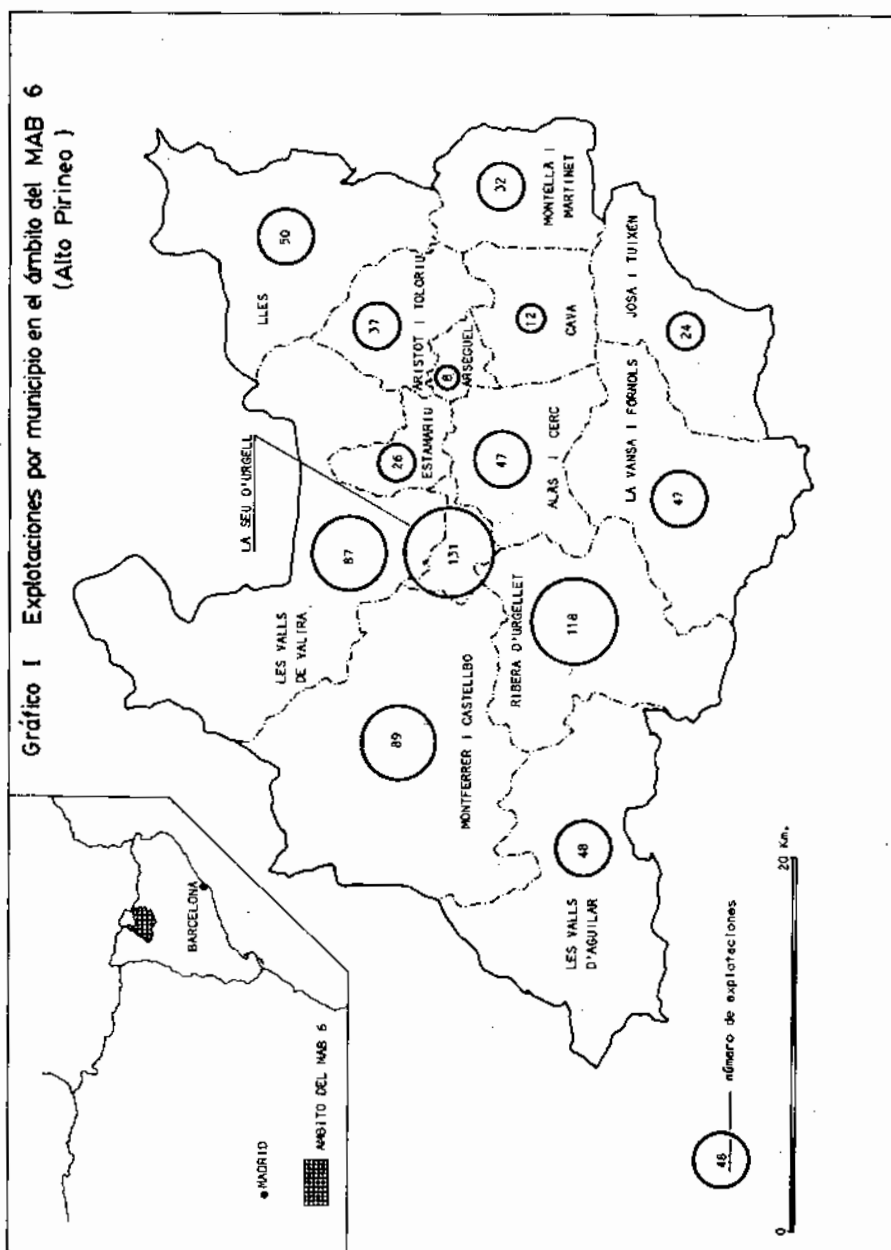 Gráfico I Explotaciones por municipio en el ámbito del MAB 6
(Alto Pirineo)
BARCELONA
MADRID
AMBITO DEL MAB 6
LA SEU D'URGELL
LLES
50
LES VALLS
DE VALIRA
87
26
ESTAMARIU
37
ARISTOT I TOLORIU
8
ARSEGUEL
32
MONTELLA I
MARTINET
131
47
ALAS I CERC
12
CAVA
89
MONTFERRER I CASTELLBO
RIBERA D'URGELLET
118
LA VANSA I FORNOLS
47
JOSA I TUIXEN
24
LES VALLS
D'AGUILAR
48
48
número de explotaciones
0
20 Km.